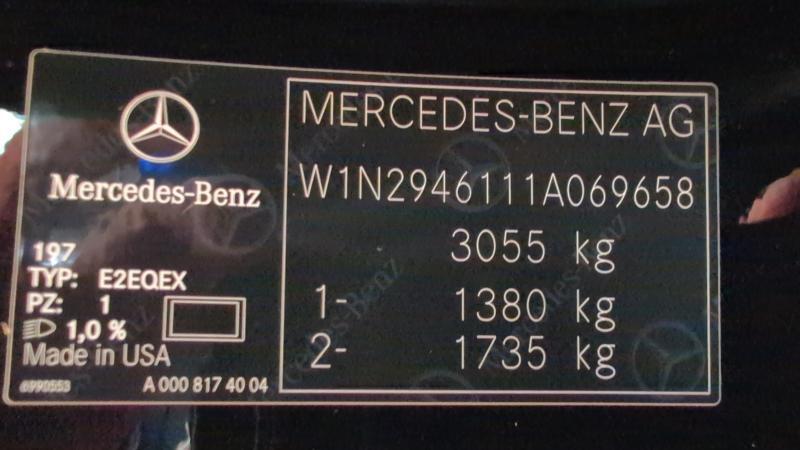 Mercedes-Benz
197
TYP: E2EQEX
PZ: 1
1,0 %
Made in USA
6990553
A 000 817 40 04
MERCEDES-BENZ AG
W1N2946111A069658
3055 kg
1- 1380 kg
2- 1735 kg